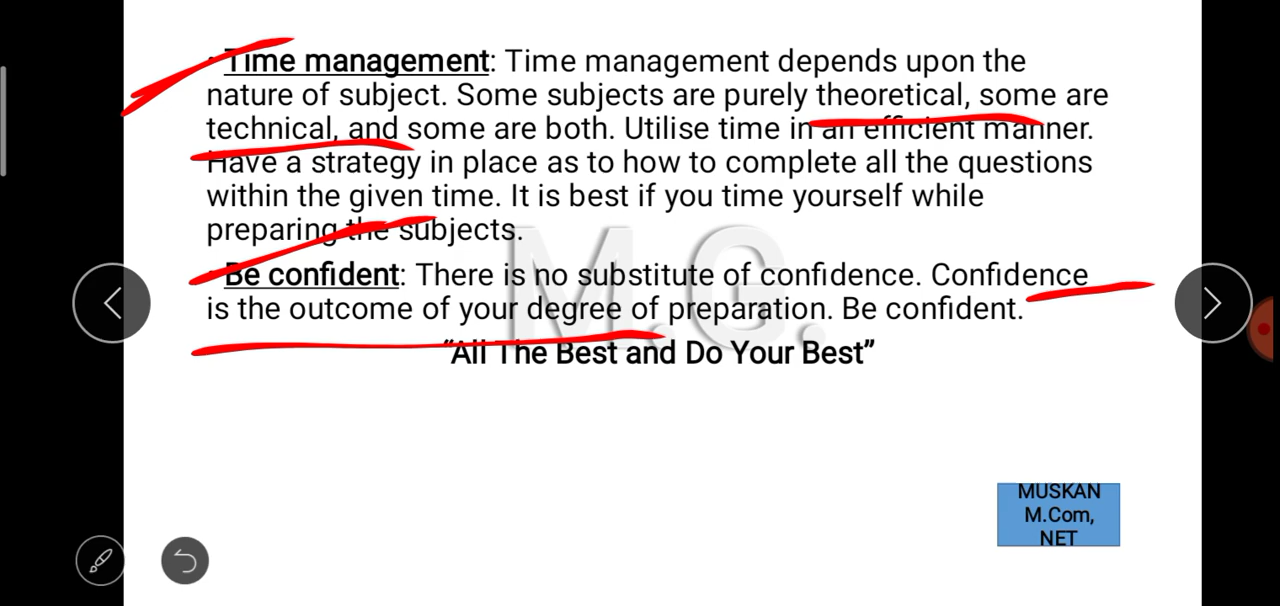 · Time management: Time management depends upon the
nature of subject. Some subjects are purely theoretical, some are
technical, and some are both. Utilise time in an efficient manner.
Have a strategy in place as to how to complete all the questions
within the given time. It is best if you time yourself while
preparing the subjects.
· Be confident: There is no substitute of confidence. Confidence
is the outcome of your degree of preparation. Be confident.
“All The Best and Do Your Best”
M.G.
MUSKAN
M.Com,
NET